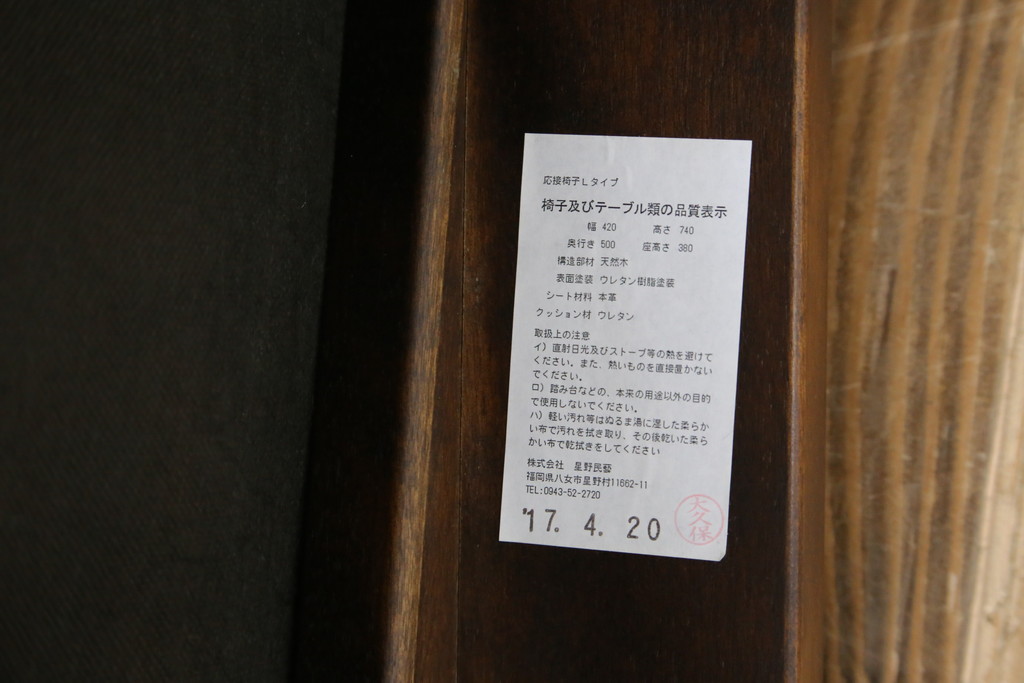 応接椅子Lタイプ
椅子及びテーブル類の品質表示
幅 420 高さ 740
奥行き 500 座高さ 380
構造部材 天然木
表面塗装 ウレタン樹脂塗装
シート材料 本革
クッション材 ウレタン
取扱上の注意
イ）直射日光及びストーブ等の熱を避けて
ください。また、熱いものを直接置かない
でください。
ロ）踏み台などの、本来の用途以外の目的
で使用しないでください。
ハ）軽い汚れ等はぬるま湯に湿した柔らか
い布で汚れを拭き取り、その後乾いた柔ら
かい布で乾拭きをしてください
株式会社 星野民藝
福岡県八女市星野村11662-11
TEL:0943-52-2720
'17. 4. 20
大久保